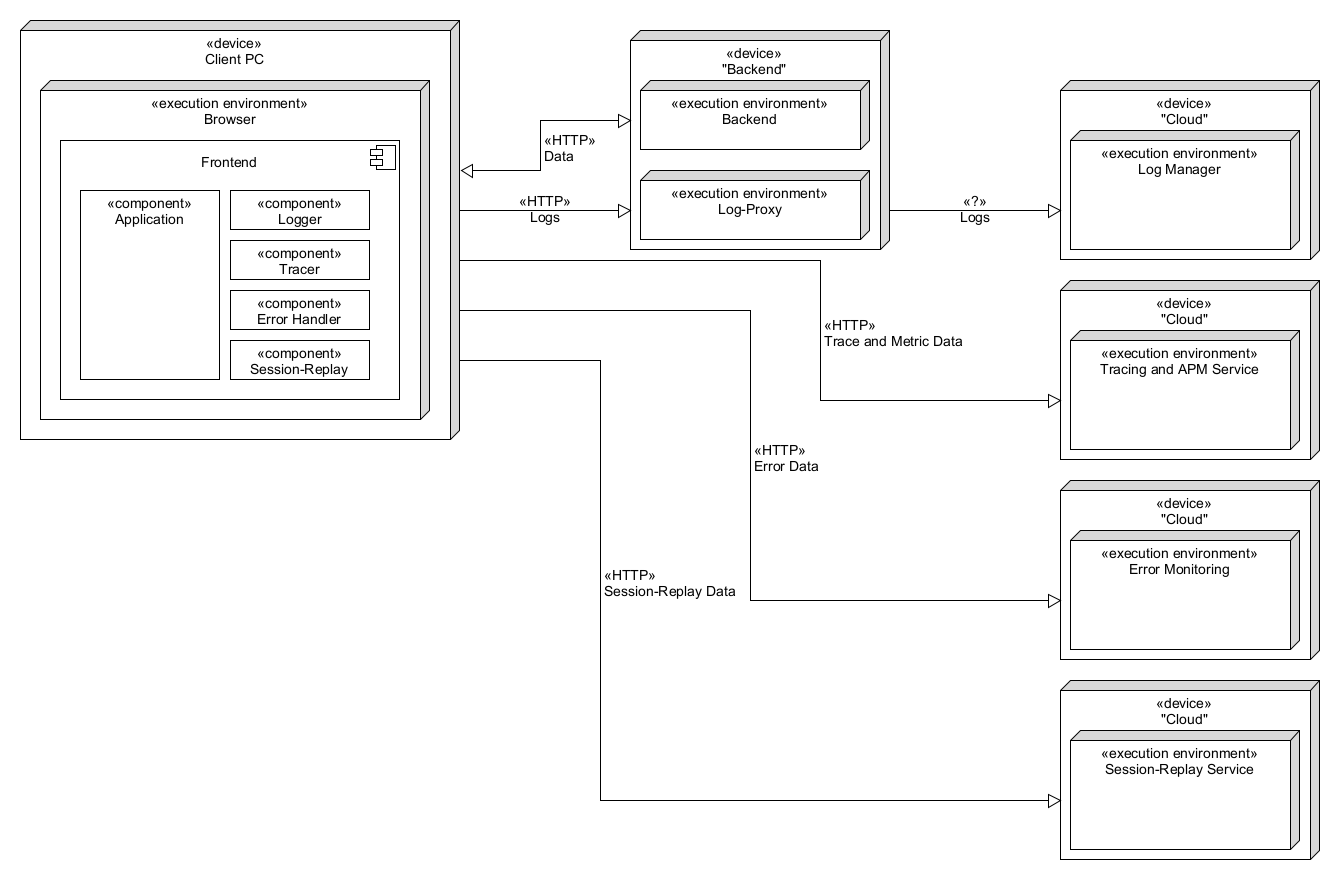 «device»
Client PC
«execution environment»
Browser
Frontend
«component»
Application
«component»
Logger
«component»
Tracer
«component»
Error Handler
«component»
Session-Replay
«HTTP»
Data
«HTTP»
Logs
«device»
"Backend"
«execution environment»
Backend
«execution environment»
Log-Proxy
«?»
Logs
«device»
"Cloud"
«execution environment»
Log Manager
«HTTP»
Trace and Metric Data
«device»
"Cloud"
«execution environment»
Tracing and APM Service
«HTTP»
Error Data
«device»
"Cloud"
«execution environment»
Error Monitoring
«HTTP»
Session-Replay Data
«device»
"Cloud"
«execution environment»
Session-Replay Service